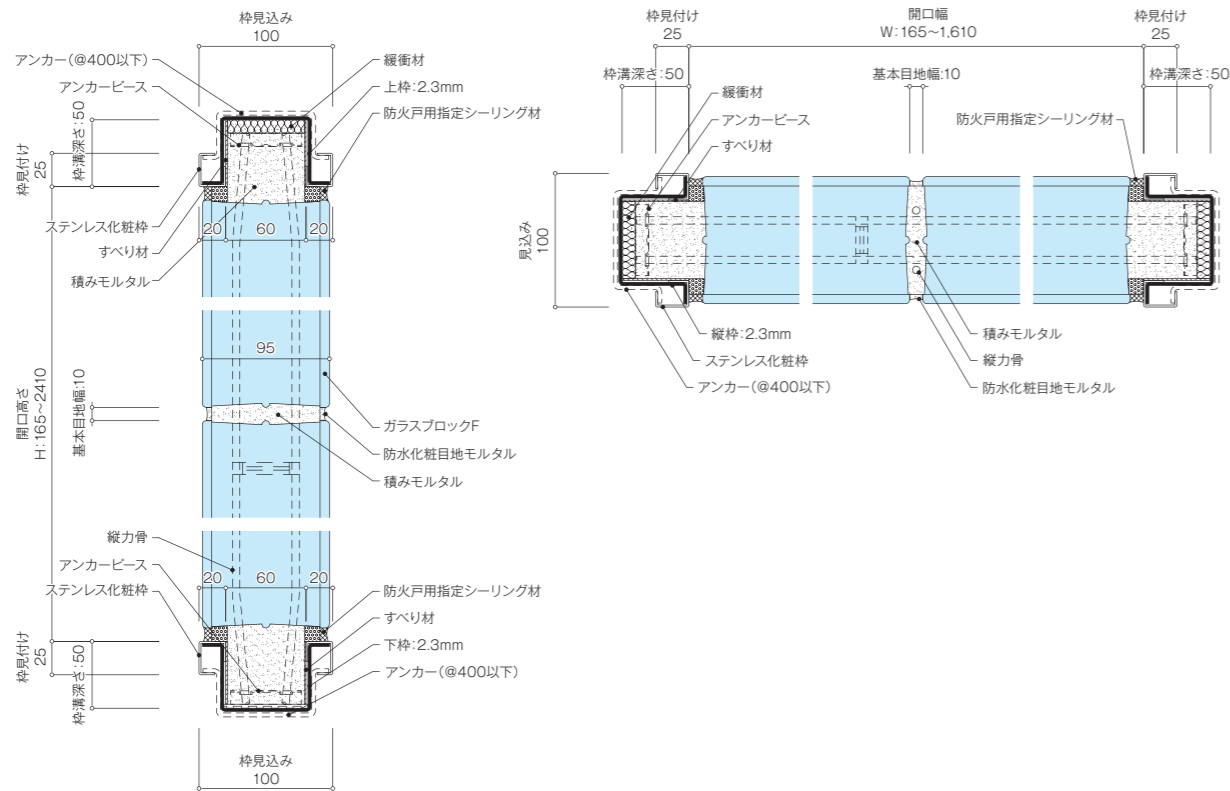 枠見込み
100
アンカー(@400以下)
アンカーピース
緩衝材
上枠:2.3mm
防火戸用指定シーリング材
枠溝深さ:50
枠見付け
25
ステンレス化粧枠
すべり材
積みモルタル
20
60
20
95
開口高さ
H:165~2410
基本目地幅:10
ガラスブロックF
防水化粧目地モルタル
積みモルタル
縦力骨
アンカーピース
ステンレス化粧枠
20
60
20
防火戸用指定シーリング材
すべり材
下枠:2.3mm
アンカー(@400以下)
枠見付け
25
枠溝深さ:50
枠見込み
100
枠見付け
25
開口幅
W:165~1,610
枠見付け
25
枠溝深さ:50
基本目地幅:10
枠溝深さ:50
緩衝材
アンカーピース
すべり材
防火戸用指定シーリング材
見込み
100
縦枠:2.3mm
ステンレス化粧枠
アンカー(@400以下)
積みモルタル
縦力骨
防水化粧目地モルタル